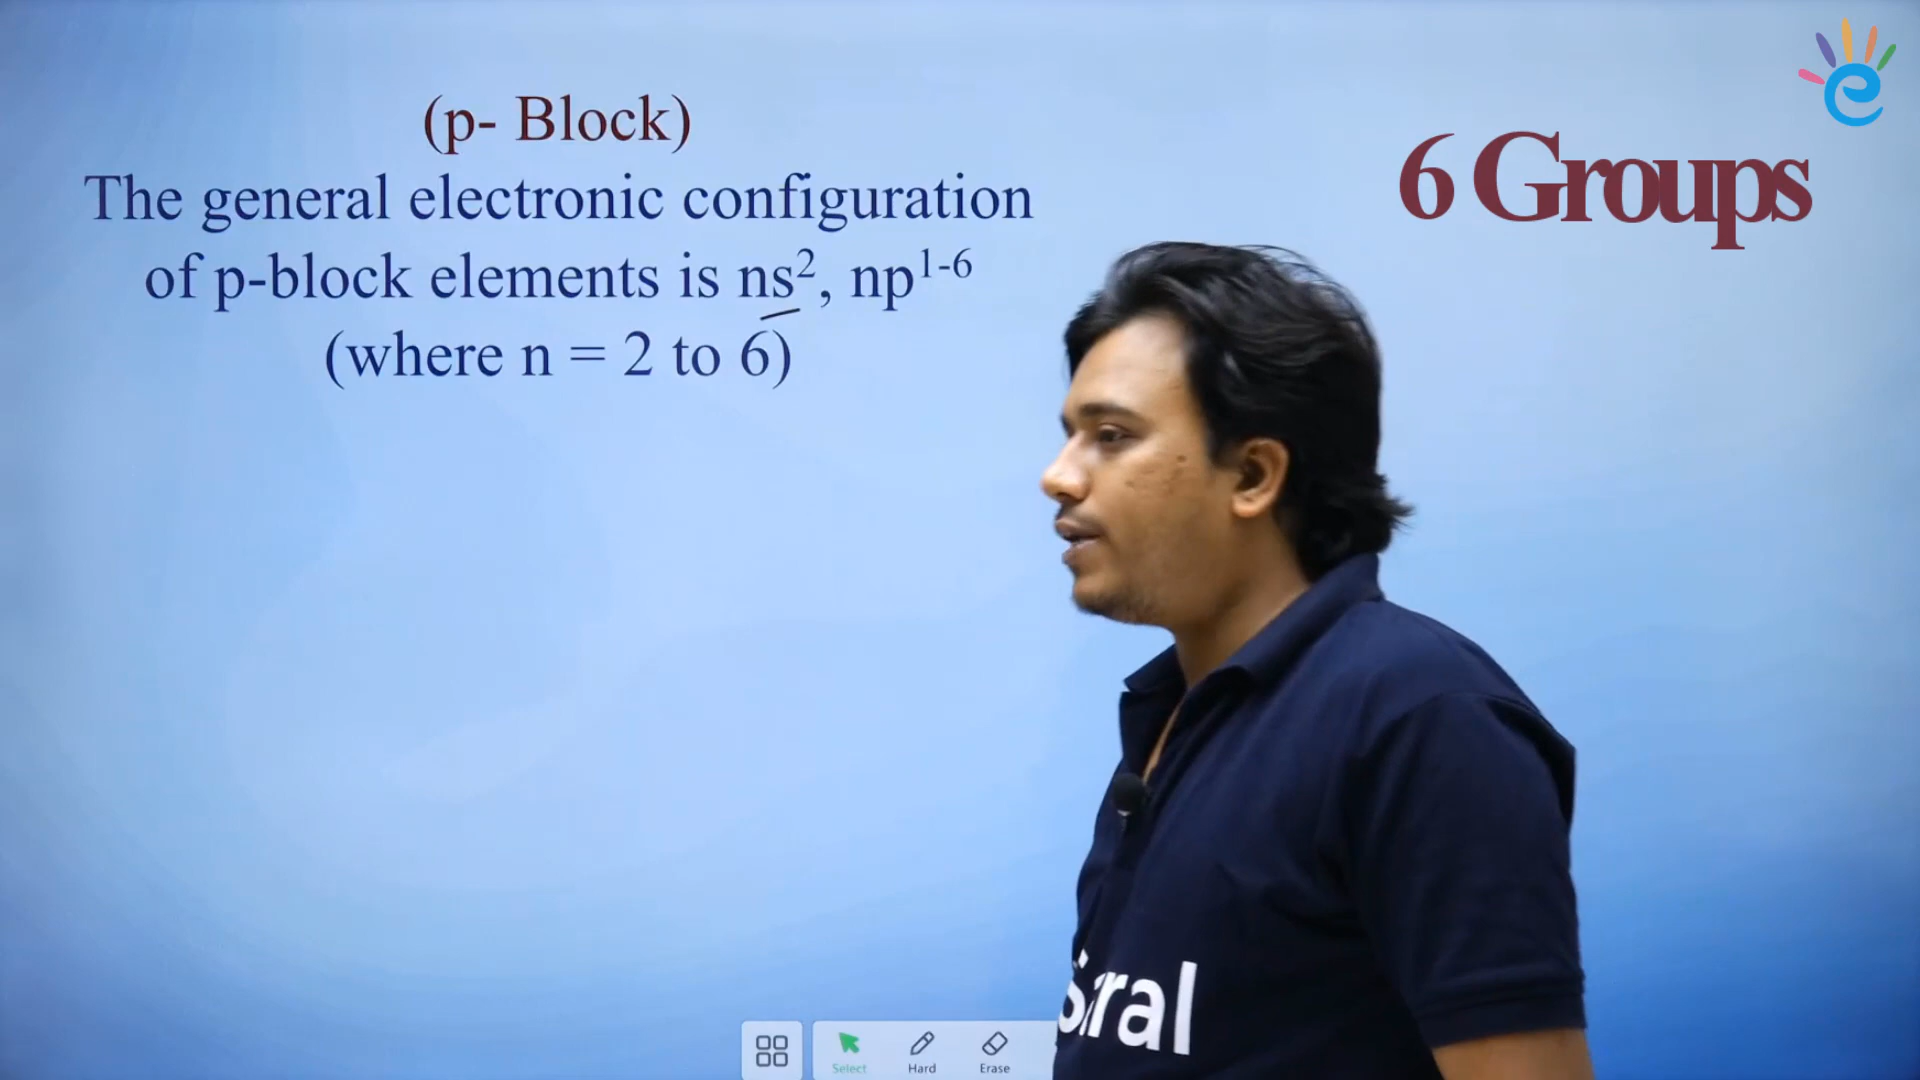 (p- Block)
The general electronic configuration
of p-block elements is ns², np¹⁻⁶
(where n = 2 to 6)
6 Groups
e
Saral
Select
Hard
Erase